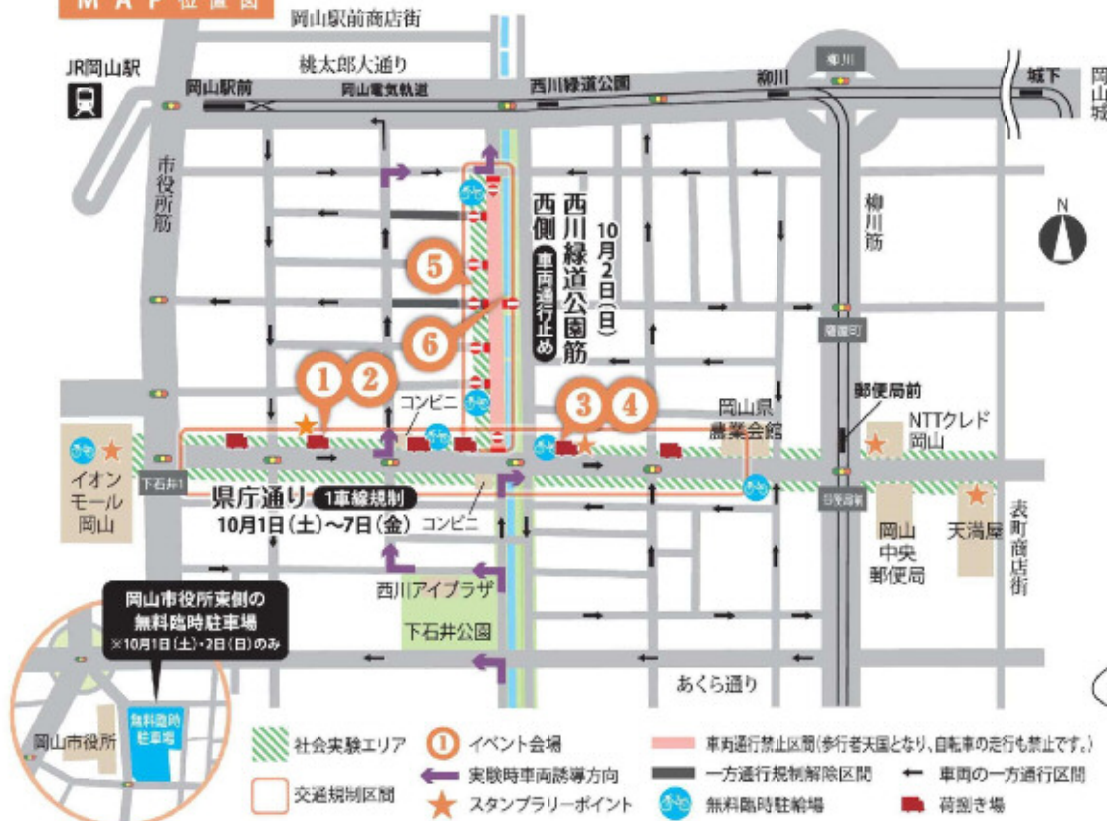 MAP位置図
岡山駅前商店街
JR岡山駅
桃太郎大通り
柳川
岡山駅前
岡山電気軌道
西川緑道公園
柳川
城下
岡山城
市役所筋
柳川筋
N
10月2日(日)
西川緑道公園筋
西側 車両通行止め
5
6
1 2
コンビニ
3 4
岡山県
農業会館
郵便局前
NTTクレド
岡山
イオン
モール
岡山
下石井1
県庁通り 1車線規制
10月1日(土)〜7日(金)
コンビニ
郵便局前
岡山
中央
郵便局
天満屋
表町商店街
西川アイプラザ
下石井公園
あくら通り
岡山市役所東側の
無料臨時駐車場
※10月1日(土)・2日(日)のみ
岡山市役所
無料臨時
駐車場
社会実験エリア
1 イベント会場
車両通行禁止区間(歩行者天国となり、自転車の走行も禁止です。)
実験時車両誘導方向
一方通行規制解除区間
車両の一方通行区間
交通規制区間
スタンプラリーポイント
無料臨時駐輪場
荷捌き場